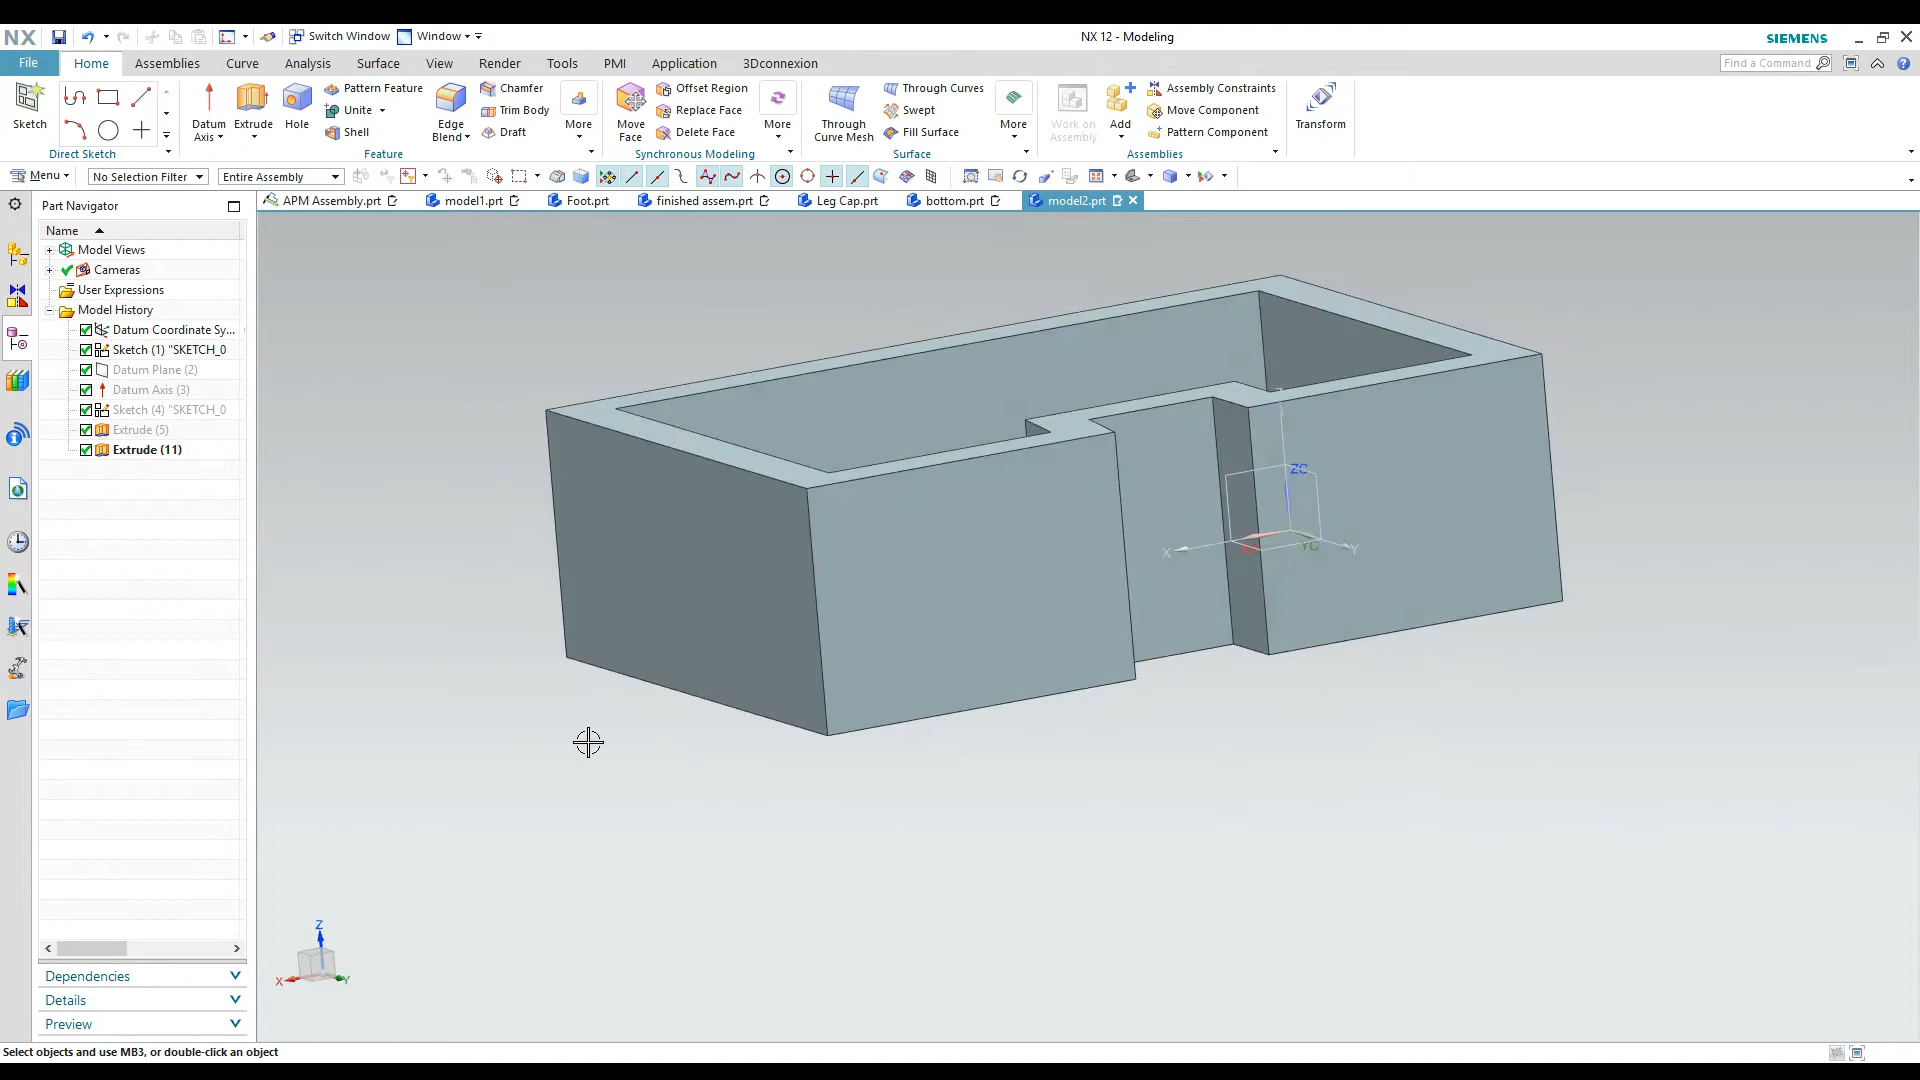 NX Switch Window Window NX 12 - Modeling SIEMENS
File Home Assemblies Curve Analysis Surface View Render Tools PMI Application 3Dconnexion Find a Command
Sketch
Direct Sketch
Datum Axis
Extrude
Hole
Pattern Feature
Unite
Shell
Edge Blend
Chamfer
Trim Body
Draft
More
Feature
Move Face
Offset Region
Replace Face
Delete Face
More
Synchronous Modeling
Through Curve Mesh
Through Curves
Swept
Fill Surface
More
Surface
Work on Assembly
Add
Assembly Constraints
Move Component
Pattern Component
Assemblies
Transform
Menu No Selection Filter Entire Assembly
APM Assembly.prt model1.prt Foot.prt finished assem.prt Leg Cap.prt bottom.prt model2.prt
Part Navigator
Name
Model Views
Cameras
User Expressions
Model History
Datum Coordinate Sy...
Sketch (1) "SKETCH_0
Datum Plane (2)
Datum Axis (3)
Sketch (4) "SKETCH_0
Extrude (5)
Extrude (11)
Dependencies
Details
Preview
ZC
X YC Y
Z
X Y
Select objects and use MB3, or double-click an object